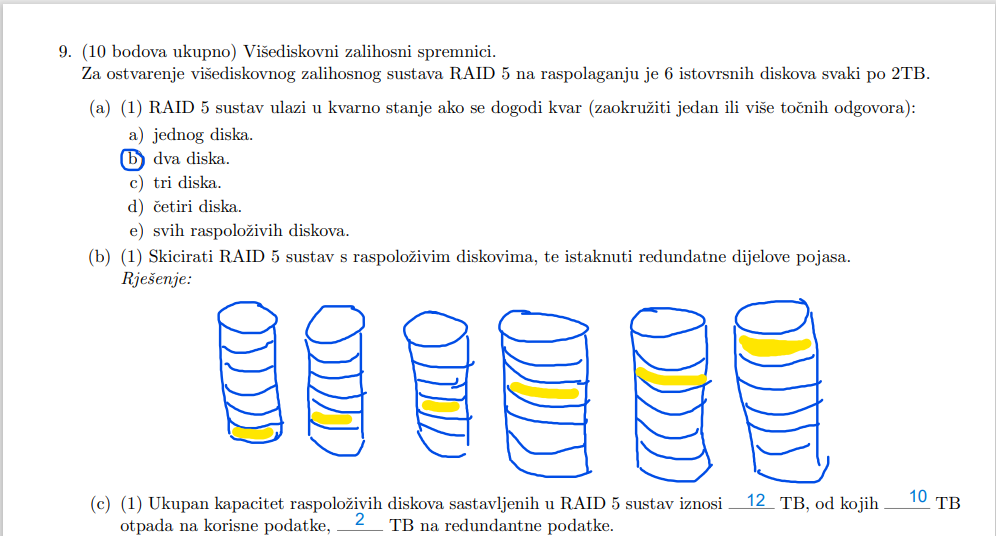 9. (10 bodova ukupno) Višediskovni zalihosni spremnici.
Za ostvarenje višediskovnog zalihosnog sustava RAID 5 na raspolaganju je 6 istovrsnih diskova svaki po 2TB.
(a) (1) RAID 5 sustav ulazi u kvarno stanje ako se dogodi kvar (zaokružiti jedan ili više točnih odgovora):
a) jednog diska.
b) dva diska.
c) tri diska.
d) četiri diska.
e) svih raspoloživih diskova.
(b) (1) Skicirati RAID 5 sustav s raspoloživim diskovima, te istaknuti redundatne dijelove pojasa.
Rješenje:
(c) (1) Ukupan kapacitet raspoloživih diskova sastavljenih u RAID 5 sustav iznosi 12 TB, od kojih 10 TB
otpada na korisne podatke, 2 TB na redundantne podatke.